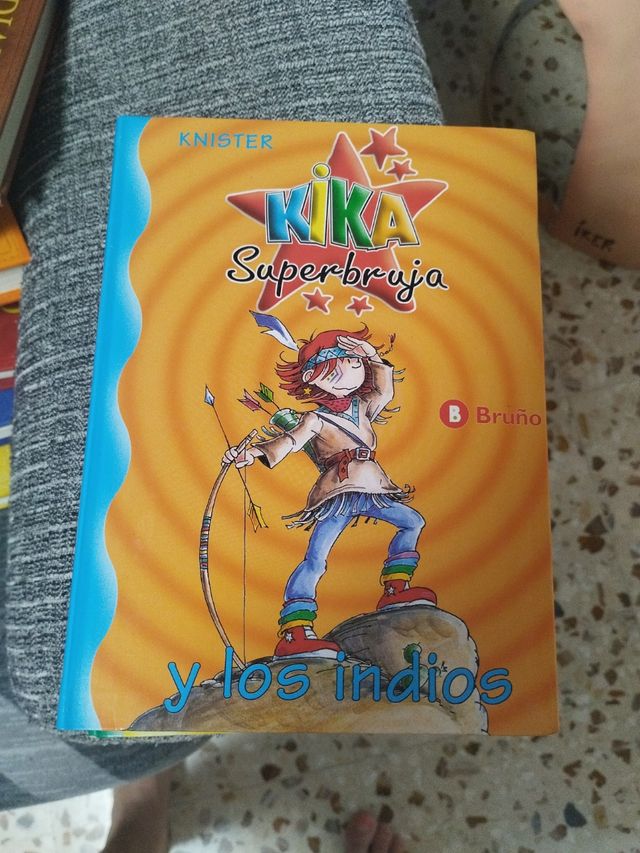 KNISTER
KiKA
Superbruja
B Bruño
y los indios